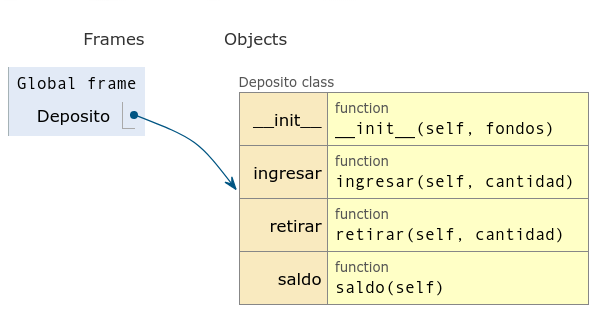 Frames Objects
Global frame
Deposito
Deposito class
__init__ function
__init__(self, fondos)
ingresar function
ingresar(self, cantidad)
retirar function
retirar(self, cantidad)
saldo function
saldo(self)